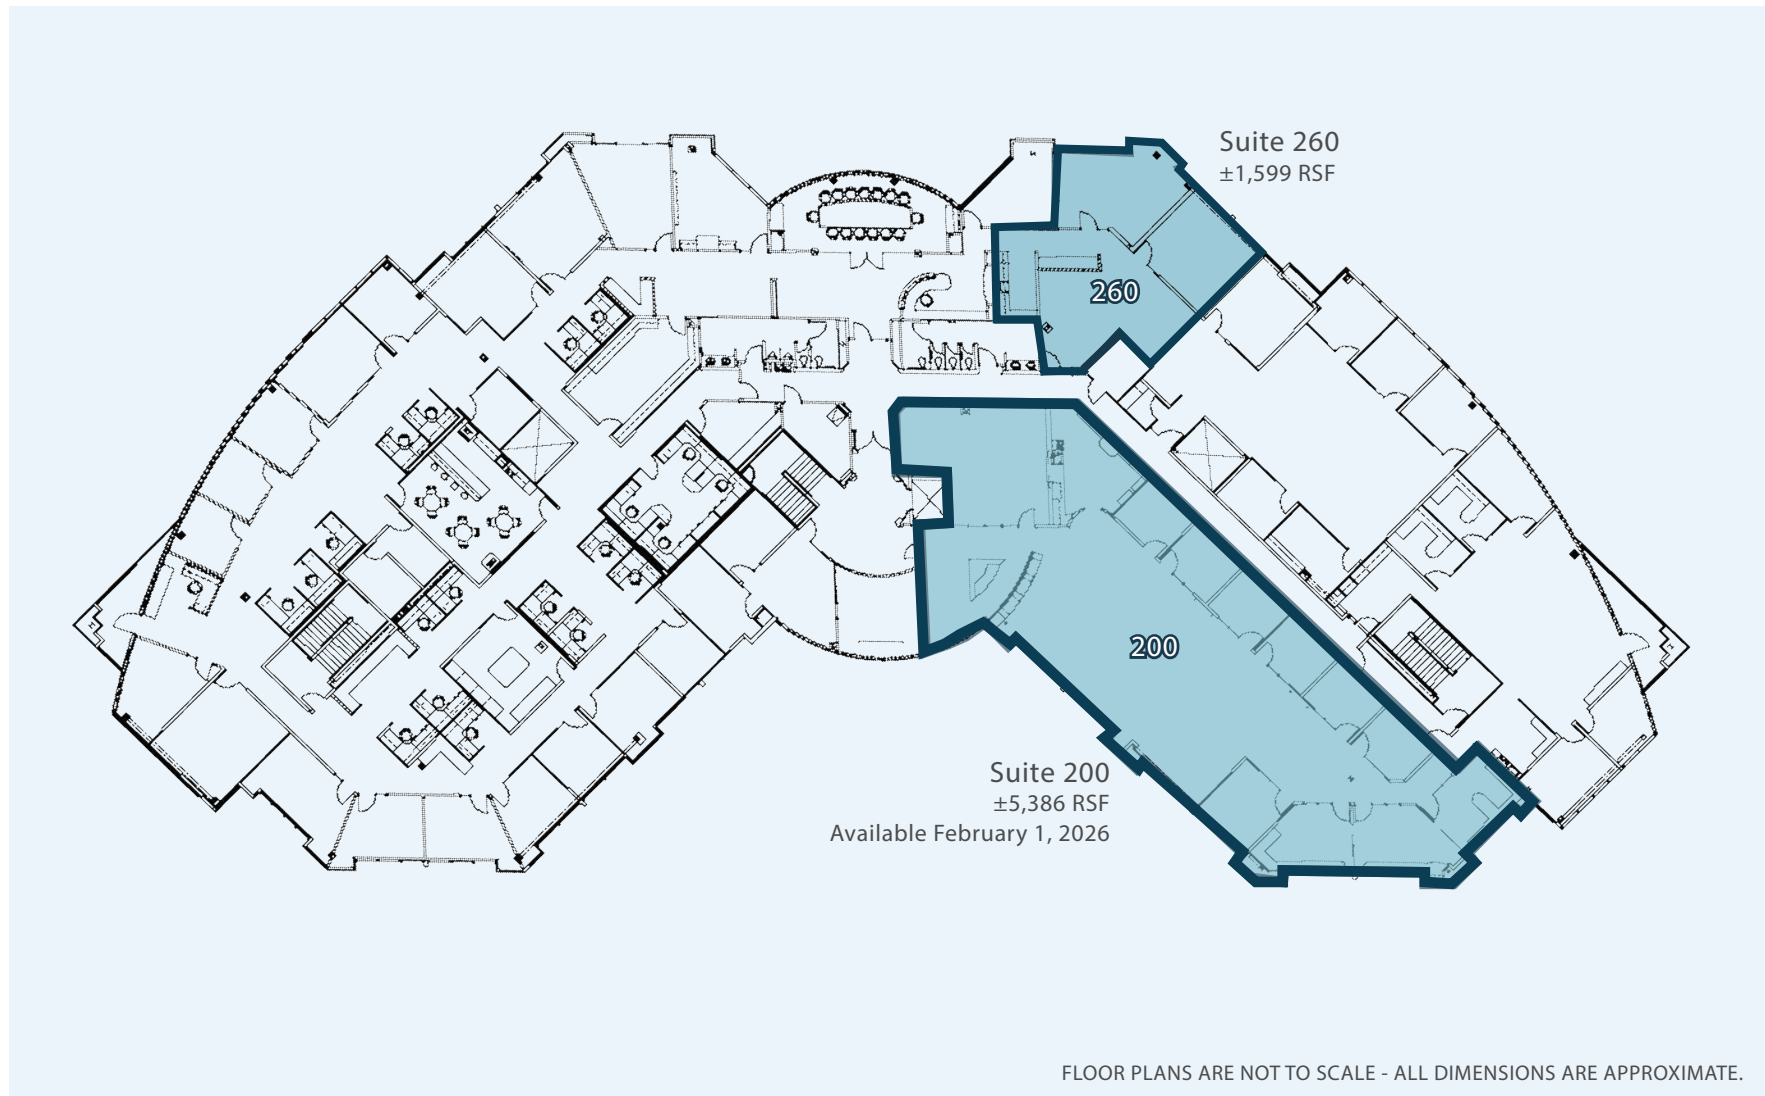 Suite 260
±1,599 RSF
260
200
Suite 200
±5,386 RSF
Available February 1, 2026
FLOOR PLANS ARE NOT TO SCALE - ALL DIMENSIONS ARE APPROXIMATE.